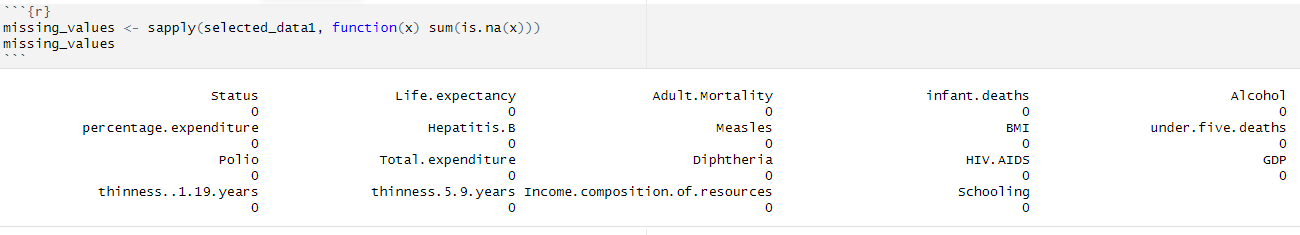 ```{r}
missing_values <- sapply(selected_data1, function(x) sum(is.na(x)))
missing_values
```
Status Life.expectancy Adult.Mortality infant.deaths Alcohol
0 0 0 0 0
percentage.expenditure Hepatitis.B Measles BMI under.five.deaths
0 0 0 0 0
Polio Total.expenditure Diphtheria HIV.AIDS GDP
0 0 0 0 0
thinness..1.19.years thinness.5.9.years Income.composition.of.resources Schooling
0 0 0 0